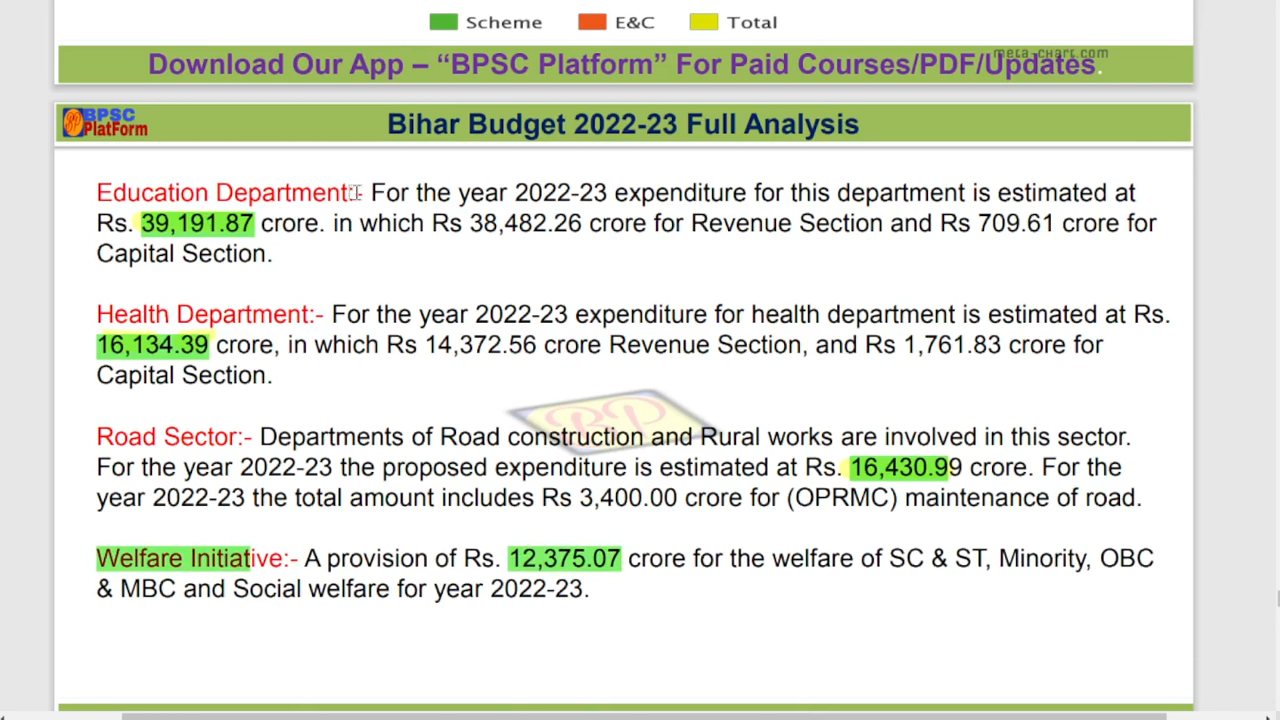 Scheme E&C Total
meta-chart.com
Download Our App – “BPSC Platform” For Paid Courses/PDF/Updates.
BPSC
PlatForm
Bihar Budget 2022-23 Full Analysis
Education Department:- For the year 2022-23 expenditure for this department is estimated at
Rs. 39,191.87 crore. in which Rs 38,482.26 crore for Revenue Section and Rs 709.61 crore for
Capital Section.
Health Department:- For the year 2022-23 expenditure for health department is estimated at Rs.
16,134.39 crore, in which Rs 14,372.56 crore Revenue Section, and Rs 1,761.83 crore for
Capital Section.
BP
Road Sector:- Departments of Road construction and Rural works are involved in this sector.
For the year 2022-23 the proposed expenditure is estimated at Rs. 16,430.99 crore. For the
year 2022-23 the total amount includes Rs 3,400.00 crore for (OPRMC) maintenance of road.
Welfare Initiative:- A provision of Rs. 12,375.07 crore for the welfare of SC & ST, Minority, OBC
& MBC and Social welfare for year 2022-23.